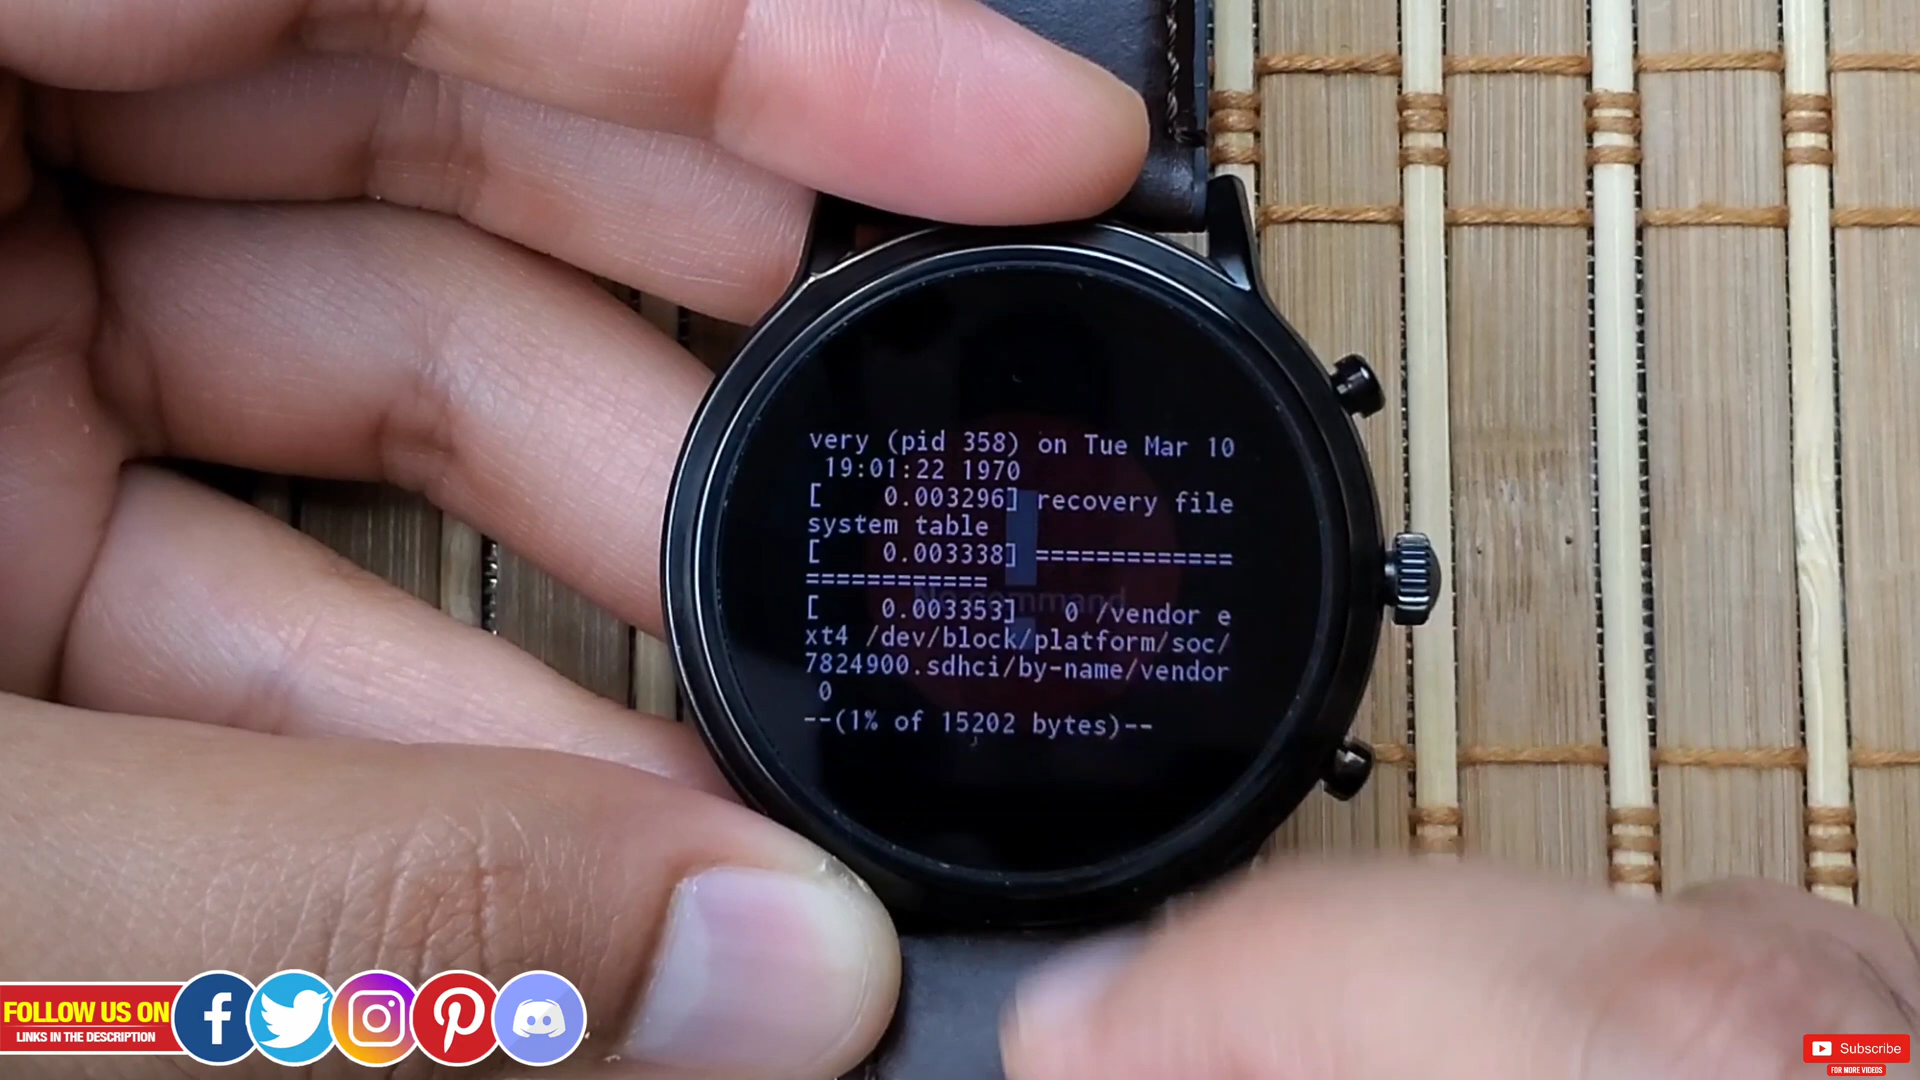 very (pid 358) on Tue Mar 10
19:01:22 1970
[    0.003296] recovery file
system table
[    0.003338] =============
============
[    0.003353]   0 /vendor e
xt4 /dev/block/platform/soc/
7824900.sdhci/by-name/vendor
0
--(1% of 15202 bytes)--
No command
FOLLOW US ON
LINKS IN THE DESCRIPTION
Subscribe
FOR MORE VIDEOS